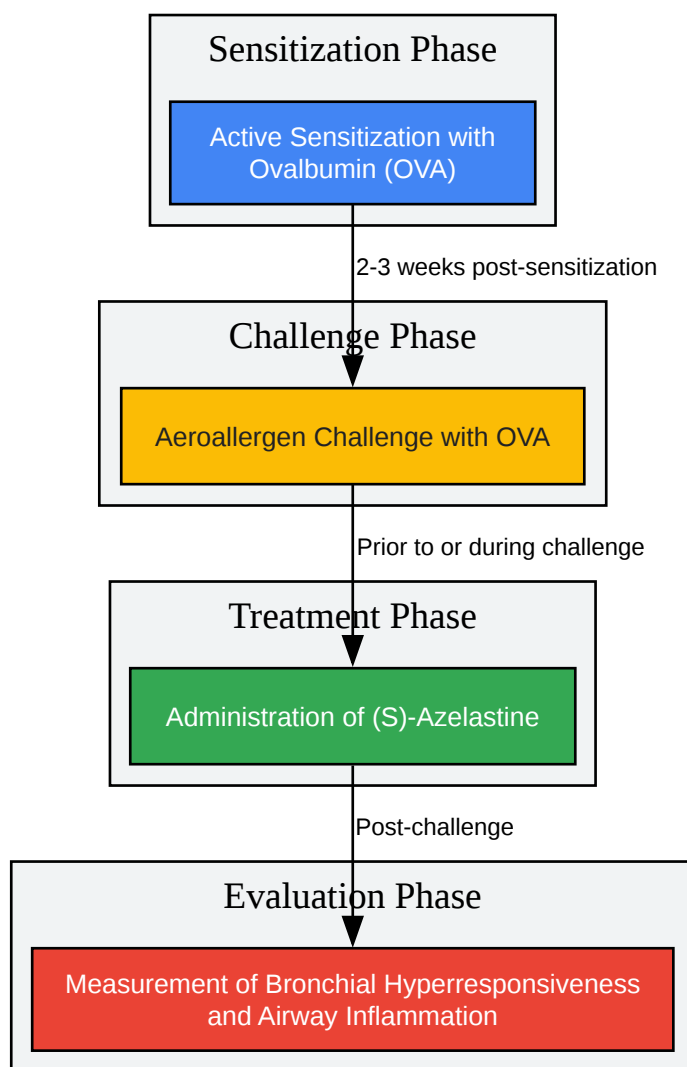 Sensitization Phase
Active Sensitization with
Ovalbumin (OVA)
2-3 weeks post-sensitization
Challenge Phase
Aeroallergen Challenge with OVA
Prior to or during challenge
Treatment Phase
Administration of (S)-Azelastine
Post-challenge
Evaluation Phase
Measurement of Bronchial Hyperresponsiveness
and Airway Inflammation